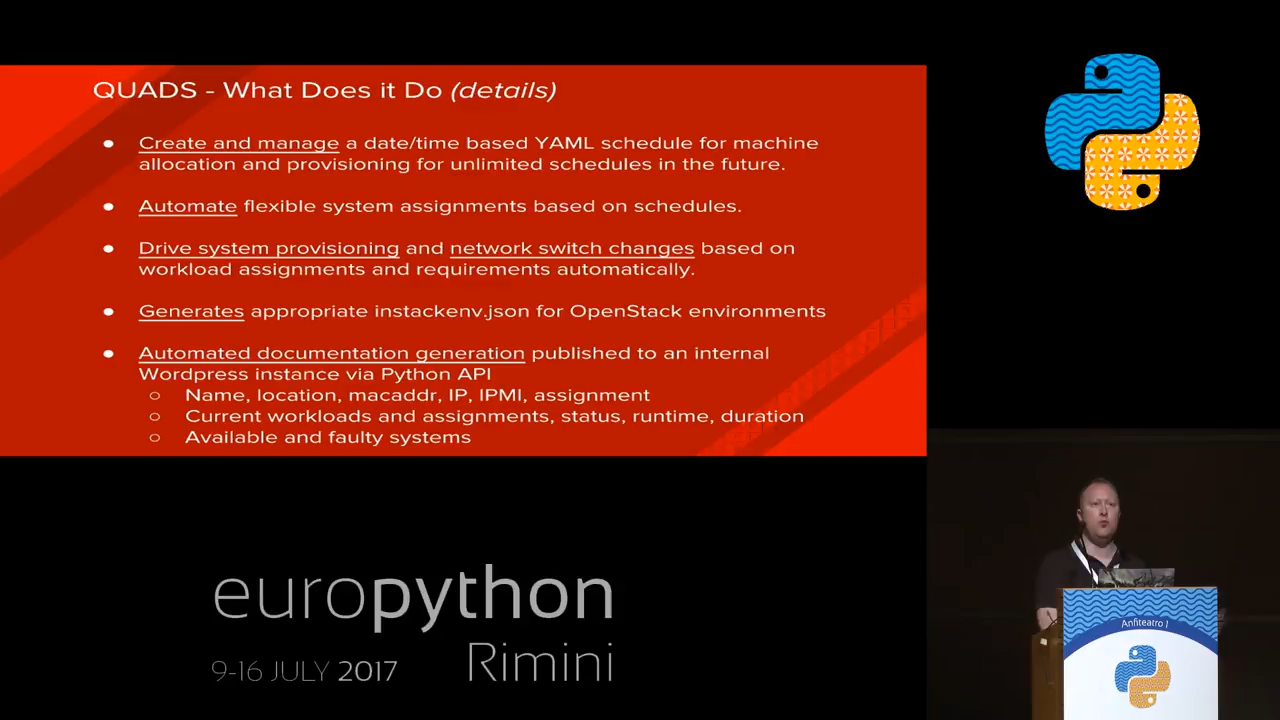 QUADS - What Does it Do (details)
● Create and manage a date/time based YAML schedule for machine
allocation and provisioning for unlimited schedules in the future.
● Automate flexible system assignments based on schedules.
● Drive system provisioning and network switch changes based on
workload assignments and requirements automatically.
● Generates appropriate instackenv.json for OpenStack environments
● Automated documentation generation published to an internal
Wordpress instance via Python API
○ Name, location, macaddr, IP, IPMI, assignment
○ Current workloads and assignments, status, runtime, duration
○ Available and faulty systems
europython
Rimini
9-16 JULY 2017
Anfiteatro 1